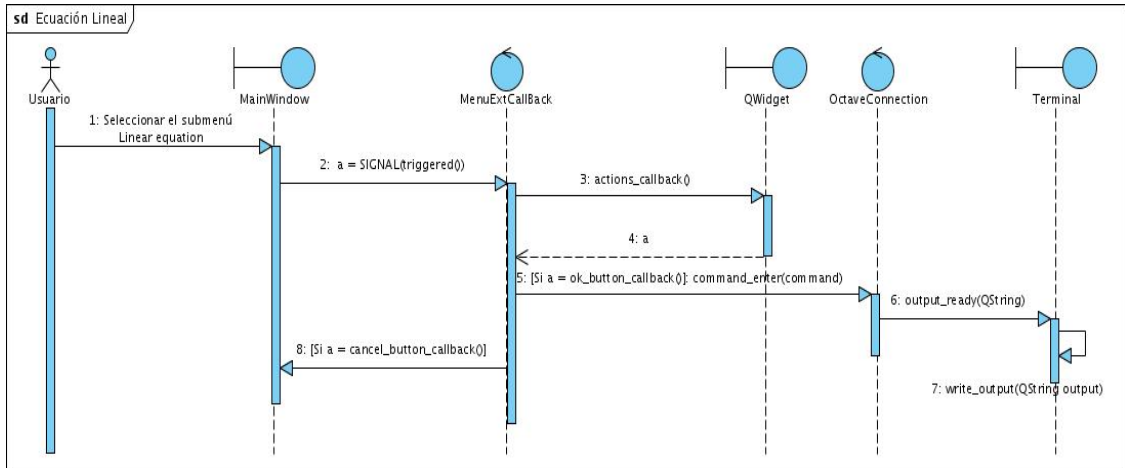 sd Ecuación Lineal
Usuario
MainWindow
MenuExtCallBack
QWidget
OctaveConnection
Terminal
1: Seleccionar el submenú
Linear equation
2: a = SIGNAL(triggered())
3: actions_callback()
4: a
5: [Si a = ok_button_callback()]: command_enter(command)
6: output_ready(QString)
7: write_output(QString output)
8: [Si a = cancel_button_callback()]